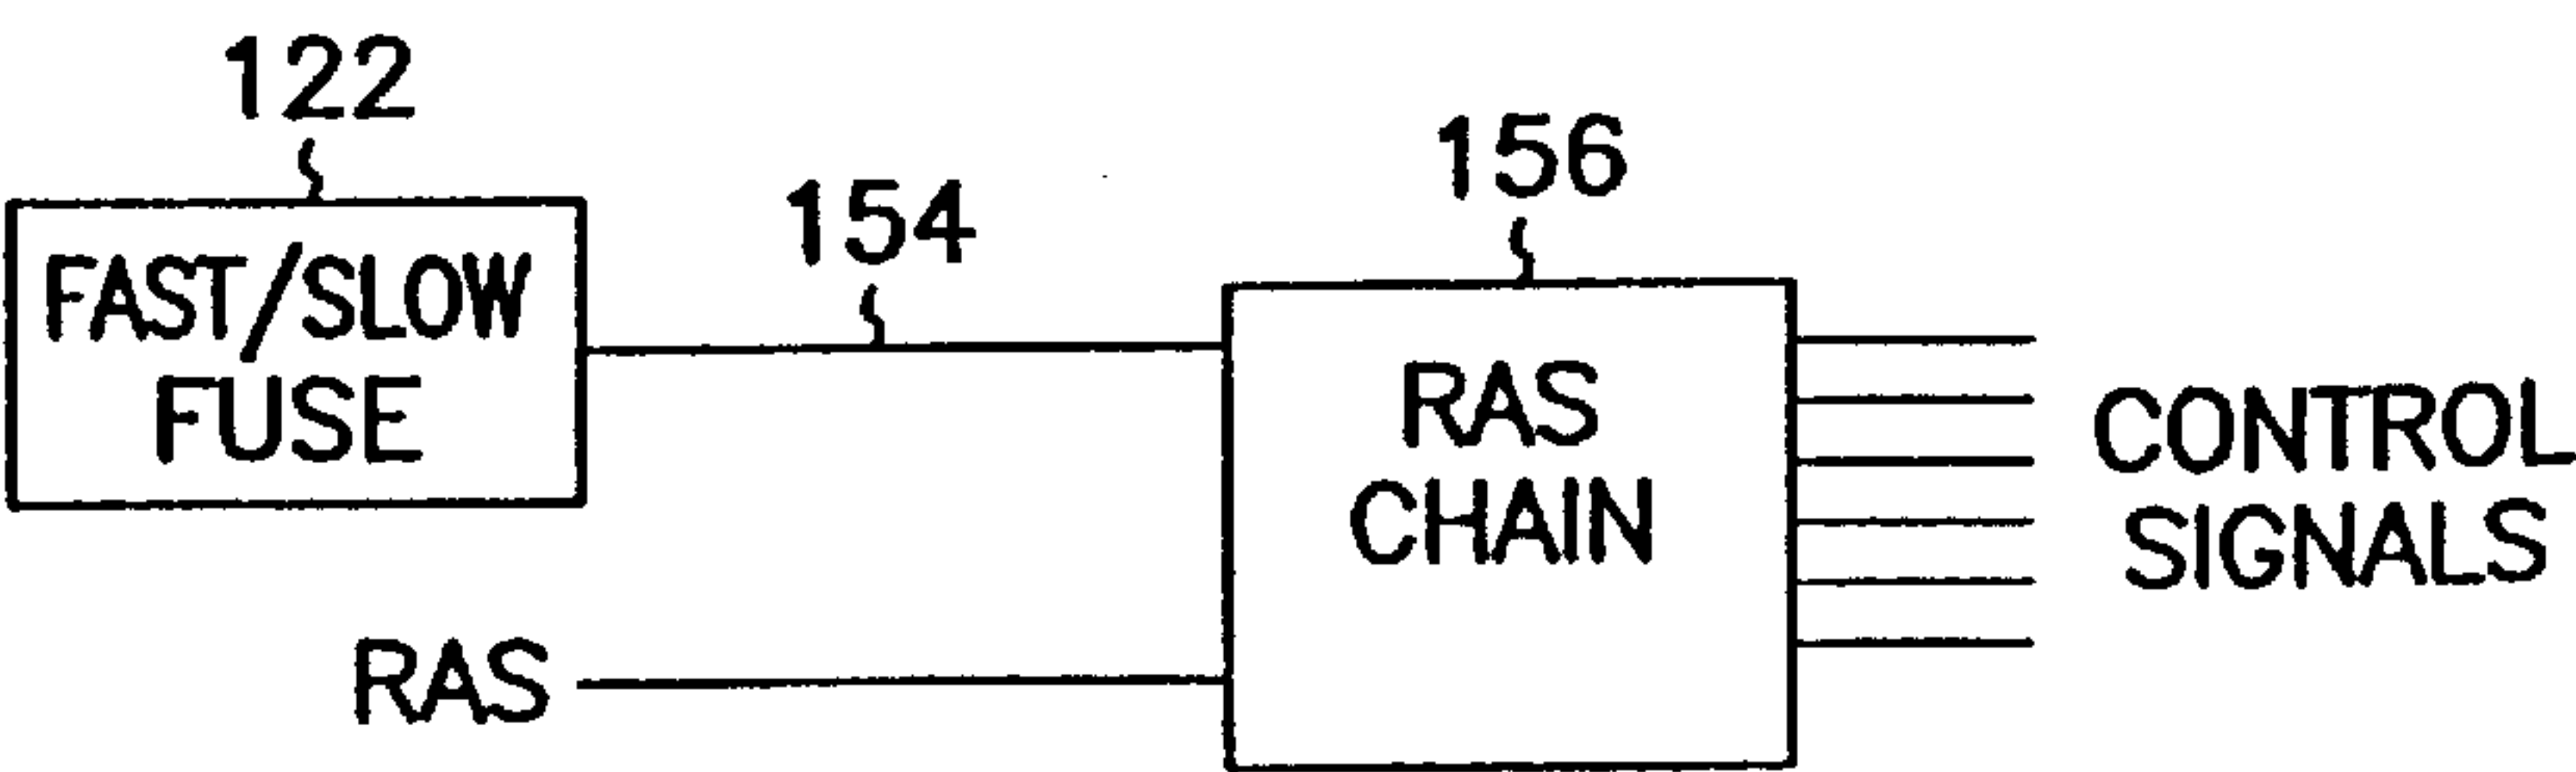 122
FAST/SLOW
FUSE
154
156
RAS
CHAIN
CONTROL
SIGNALS
RAS